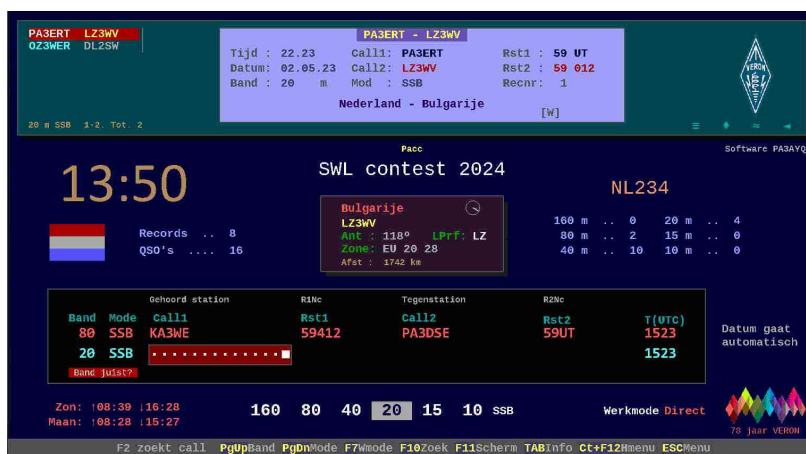 PA3ERT LZ3WV
OZ3WER DL2SW
20 m SSB 1-2. Tot. 2
PA3ERT - LZ3WV
Tijd : 22.23 Call1: PA3ERT Rst1 : 59 UT
Datum: 02.05.23 Call2: LZ3WV Rst2 : 59 012
Band : 20 m Mod : SSB Recnr: 1
Nederland - Bulgarije
[W]
VERON
Software PA3AYQ
Pacc
SWL contest 2024
13:50
NL234
Records .. 8
QSO's .... 16
Bulgarije
LZ3WV
Ant : 118º LPrf: LZ
Zone: EU 20 28
Afst : 1742 km
160 m .. 0 20 m .. 4
80 m .. 2 15 m .. 0
40 m .. 10 10 m .. 0
Gehoord station R1Nc Tegenstation R2Nc
Band Mode Call1 Rst1 Call2 Rst2 T(UTC)
80 SSB KA3WE 59412 PA3DSE 59UT 1523
20 SSB 1523
Band juist?
Datum gaat
automatisch
Zon: ↑08:39 ↓16:28
Maan: ↑08:28 ↓15:27
160 80 40 20 15 10 SSB
Werkmode Direct
78 jaar VERON
F2 zoekt call PgUpBand PgDnMode F7Wmode F10Zoek F11Scherm TABInfo Ct+F12Hmenu ESCMenu